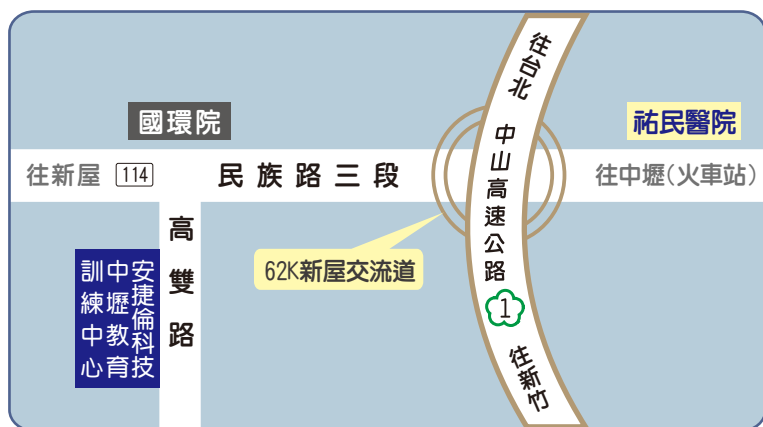 往台北
中山高速公路
1
往新竹
國環院
祐民醫院
往新屋 114
民族路三段
往中壢(火車站)
高雙路
62K新屋交流道
安捷倫科技
中壢教育
訓練中心